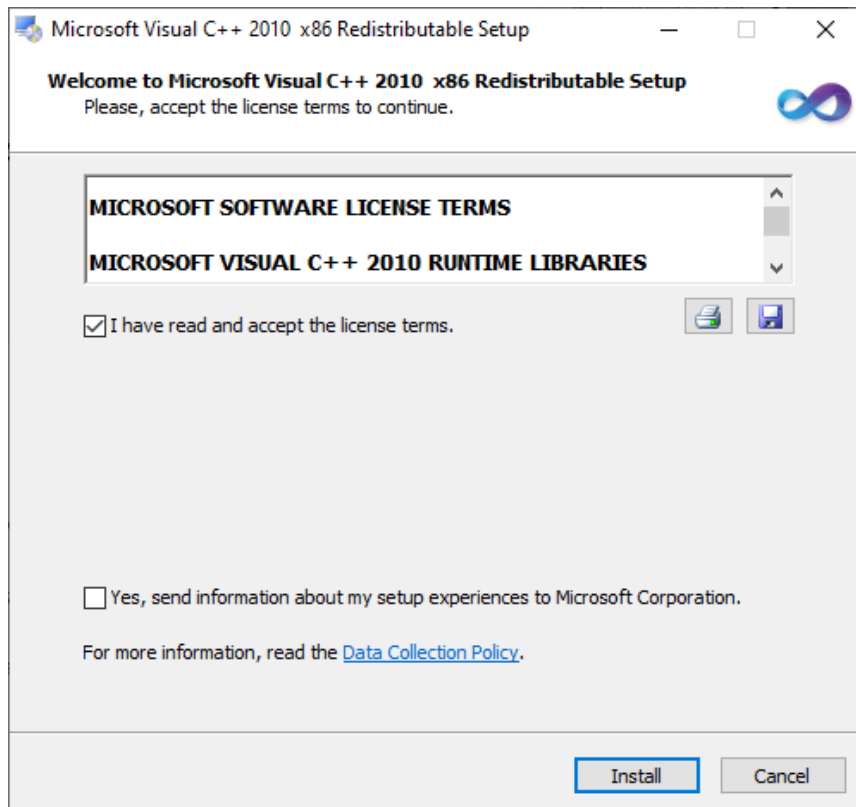 Microsoft Visual C++ 2010  x86 Redistributable Setup
Welcome to Microsoft Visual C++ 2010  x86 Redistributable Setup
Please, accept the license terms to continue.
MICROSOFT SOFTWARE LICENSE TERMS
MICROSOFT VISUAL C++ 2010 RUNTIME LIBRARIES
I have read and accept the license terms.
Yes, send information about my setup experiences to Microsoft Corporation.
For more information, read the Data Collection Policy.
Install
Cancel